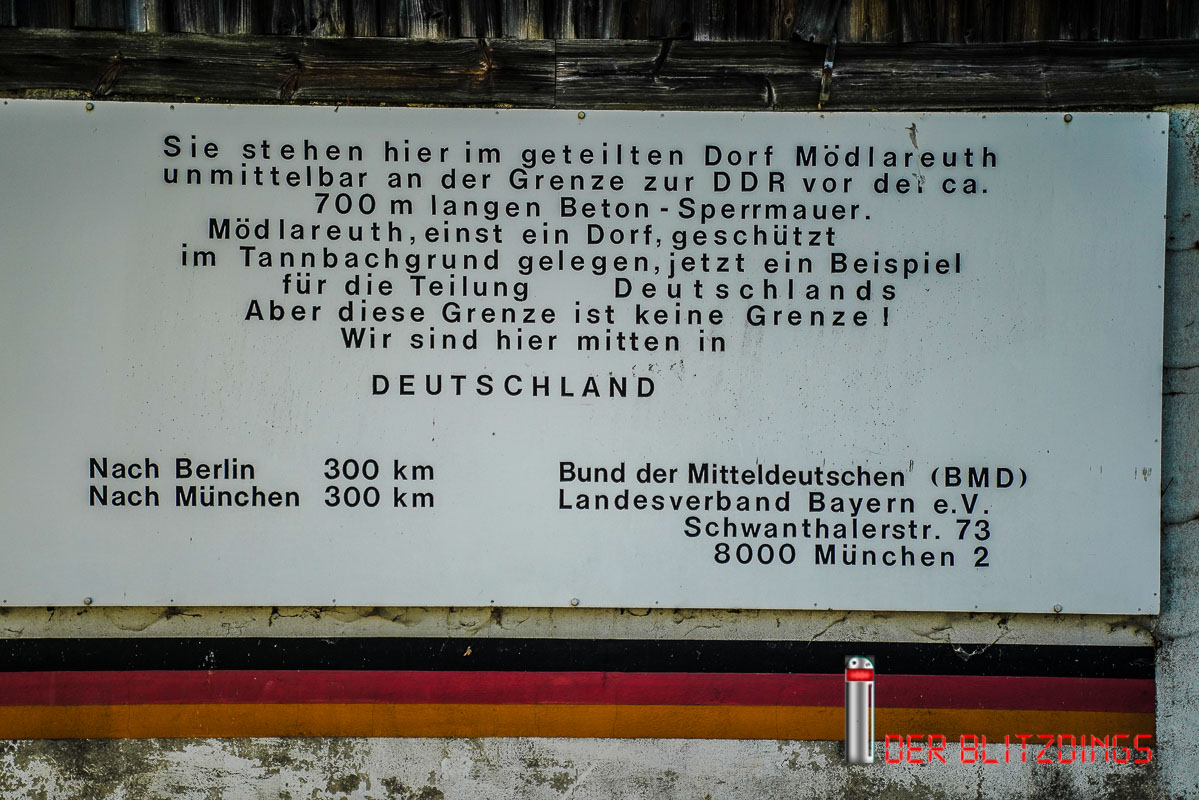 Sie stehen hier im geteilten Dorf Mödlareuth
unmittelbar an der Grenze zur DDR vor der ca.
700 m langen Beton - Sperrmauer.
Mödlareuth, einst ein Dorf, geschützt
im Tannbachgrund gelegen, jetzt ein Beispiel
für die Teilung Deutschlands
Aber diese Grenze ist keine Grenze!
Wir sind hier mitten in
DEUTSCHLAND
Nach Berlin 300 km
Nach München 300 km
Bund der Mitteldeutschen (BMD)
Landesverband Bayern e.V.
Schwanthalerstr. 73
8000 München 2
DER BLITZDINGS